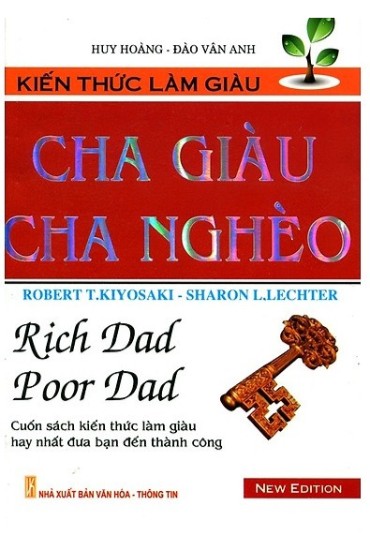 HUY HOÀNG - ĐÀO VÂN ANH
KIẾN THỨC LÀM GIÀU
CHA GIÀU
CHA NGHÈO
ROBERT T.KIYOSAKI - SHARON L.LECHTER
Rich Dad
Poor Dad
Cuốn sách kiến thức làm giàu
hay nhất đưa bạn đến thành công
NHÀ XUẤT BẢN VĂN HÓA - THÔNG TIN
NEW EDITION